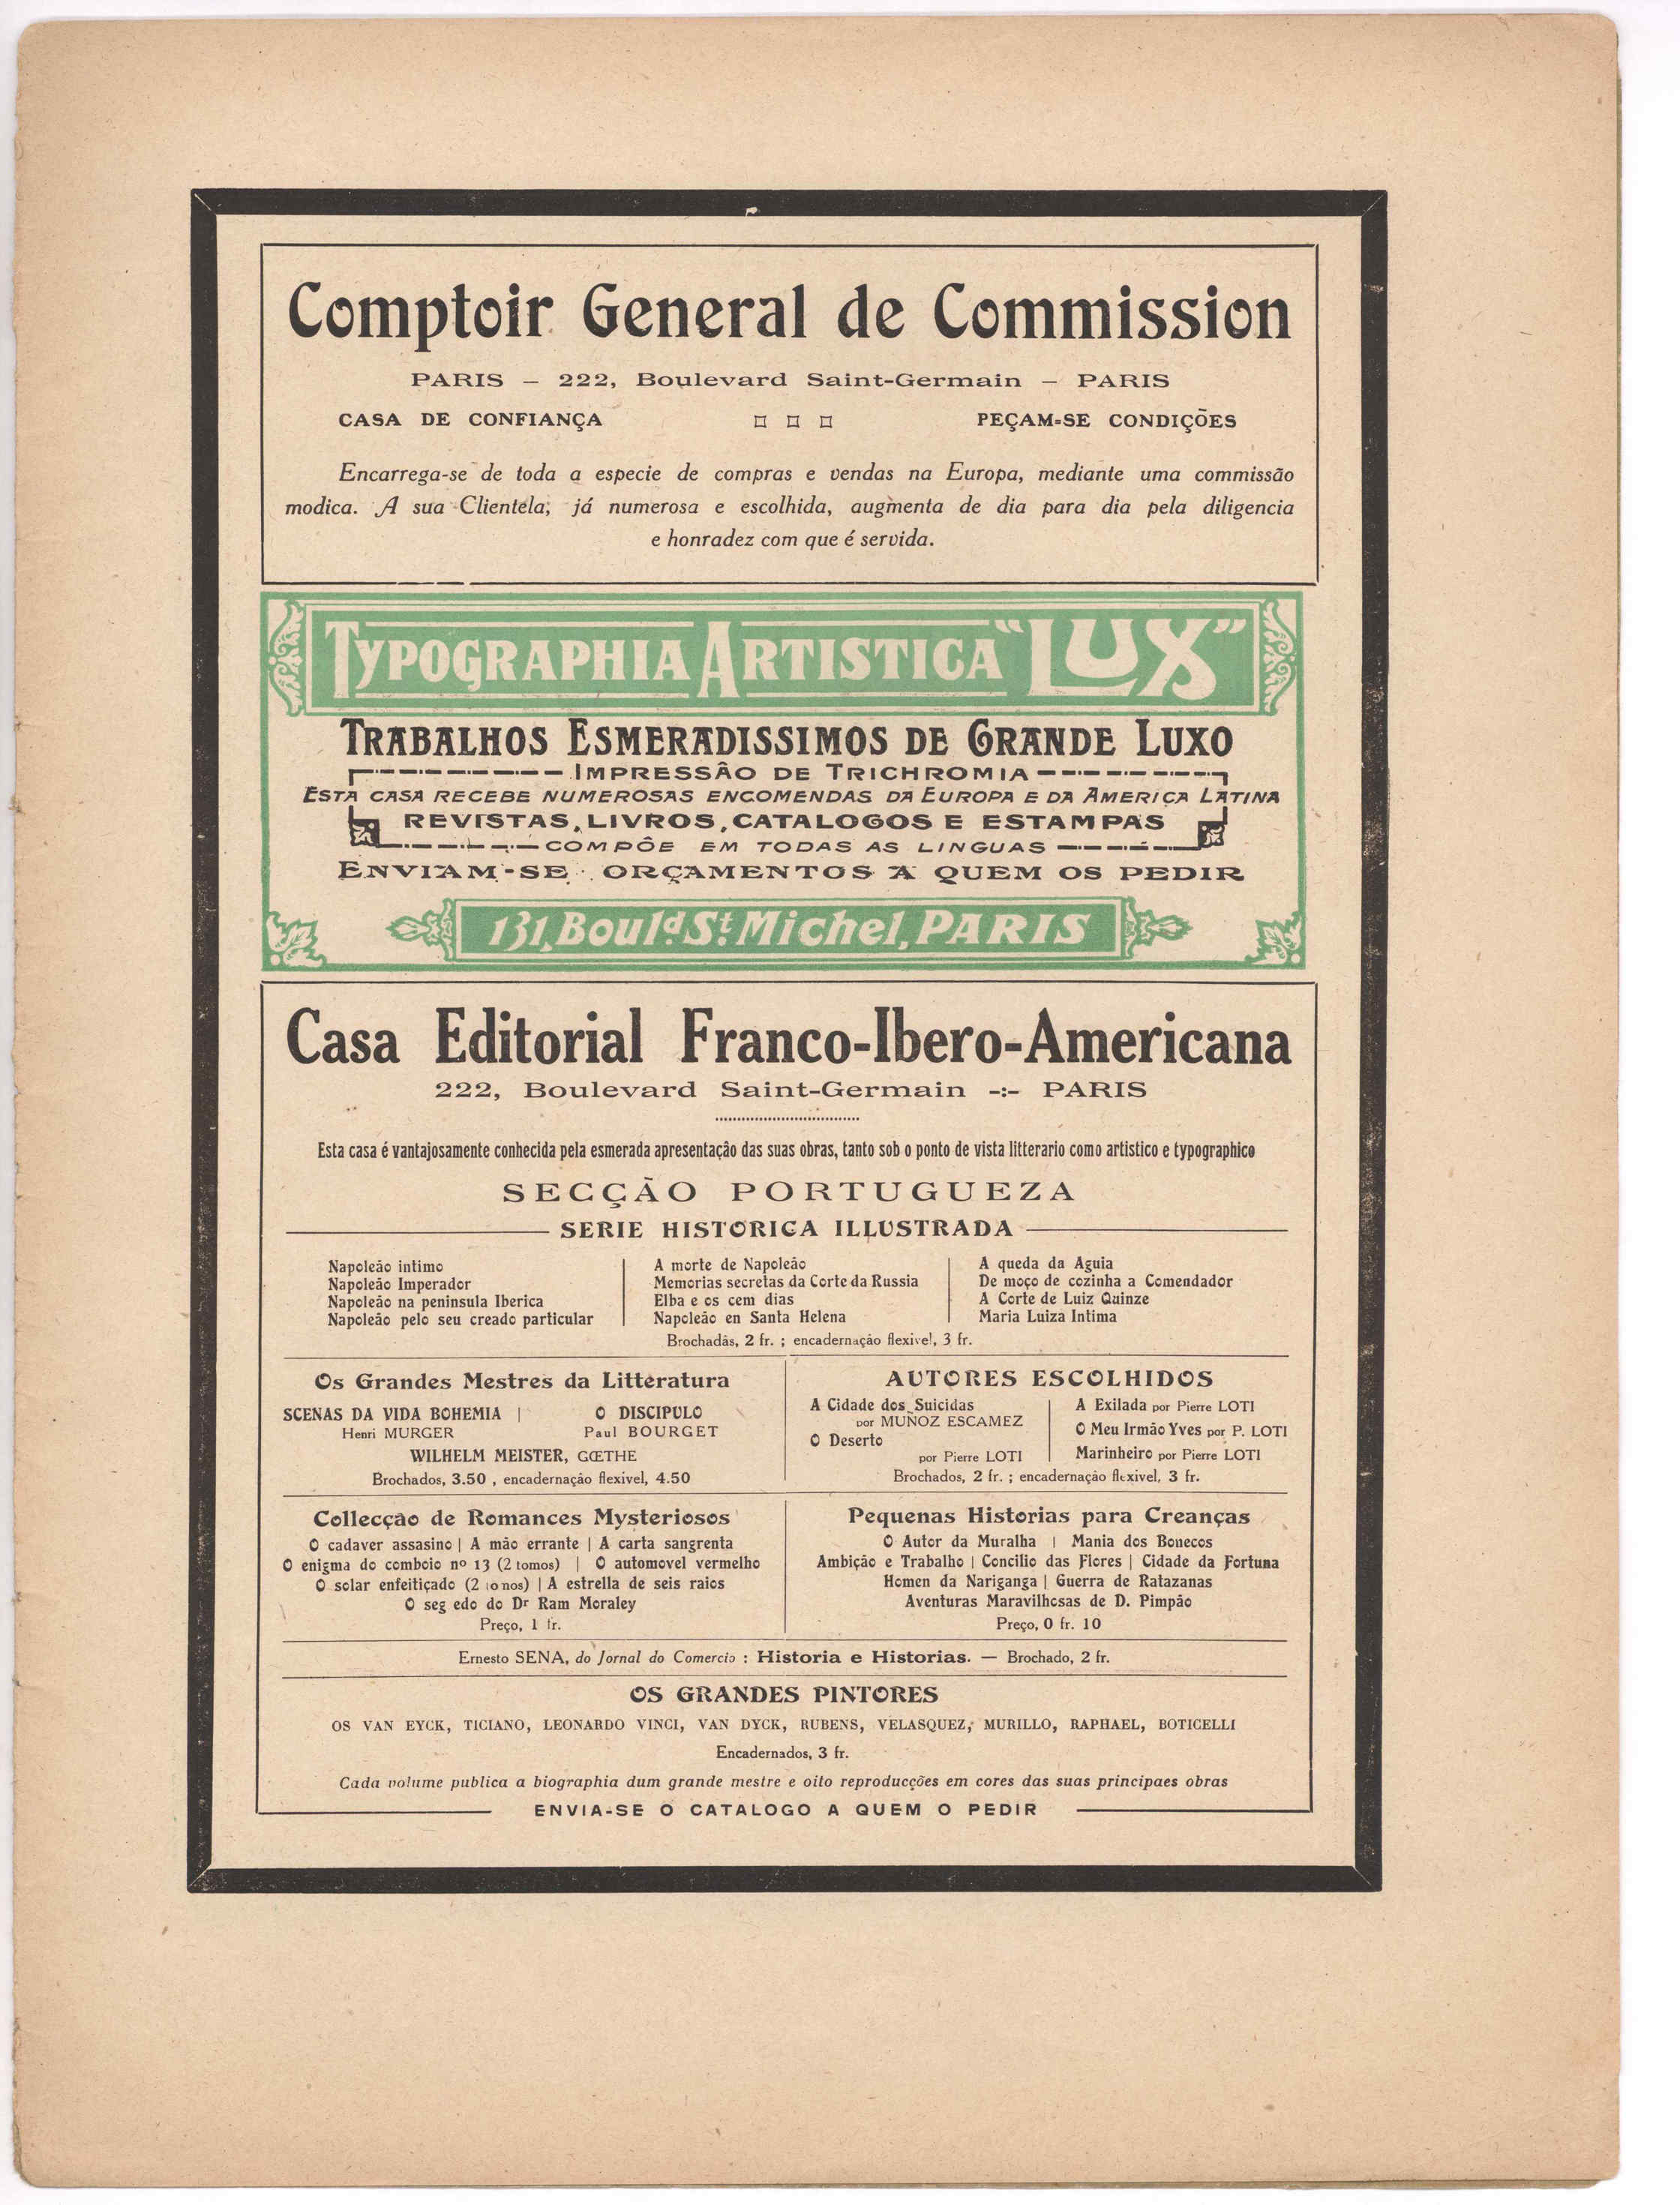 Comptoir General de Commission
PARIS — 222, Boulevard Saint-Germain — PARIS
CASA DE CONFIANÇA PEÇAM-SE CONDIÇÕES
Encarrega-se de toda a especie de compras e vendas na Europa, mediante uma commissão
modica. A sua Clientela, já numerosa e escolhida, augmenta de dia para dia pela diligencia
e honradez com que é servida.
TYPOGRAPHIA ARTISTICA "LUX"
TRABALHOS ESMERADISSIMOS DE GRANDE LUXO
IMPRESSÃO DE TRICHROMIA
ESTA CASA RECEBE NUMEROSAS ENCOMENDAS DA EUROPA E DA AMERICA LATINA
REVISTAS, LIVROS, CATALOGOS E ESTAMPAS
COMPÕE EM TODAS AS LINGUAS
ENVIAM-SE ORÇAMENTOS A QUEM OS PEDIR
131, Bould. St. Michel, PARIS
Casa Editorial Franco-Ibero-Americana
222, Boulevard Saint-Germain -:- PARIS
Esta casa é vantajosamente conhecida pela esmerada apresentação das suas obras, tanto sob o ponto de vista litterario como artistico e typographico
SECÇÃO PORTUGUEZA
SERIE HISTORICA ILLUSTRADA
Napoleão intimo
Napoleão Imperador
Napoleão na peninsula Iberica
Napoleão pelo seu creado particular
A morte de Napoleão
Memorias secretas da Corte da Russia
Elba e os cem dias
Napoleão en Santa Helena
A queda da Aguia
De moço de cozinha a Comendador
A Corte de Luiz Quinze
Maria Luiza Intima
Brochadas, 2 fr. ; encadernação flexivel, 3 fr.
Os Grandes Mestres da Litteratura
SCENAS DA VIDA BOHEMIA | O DISCIPULO
Henri MURGER Paul BOURGET
WILHELM MEISTER, GŒTHE
Brochados, 3.50 , encadernação flexivel, 4.50
AUTORES ESCOLHIDOS
A Cidade dos Suicidas
por MUÑOZ ESCAMEZ
O Deserto
por Pierre LOTI
A Exilada por Pierre LOTI
O Meu Irmão Yves por P. LOTI
Marinheiro por Pierre LOTI
Brochados, 2 fr. ; encadernação flexivel, 3 fr.
Collecção de Romances Mysteriosos
O cadaver assasino | A mão errante | A carta sangrenta
O enigma do comboio nº 13 (2 tomos) | O automovel vermelho
O solar enfeitiçado (2 to nos) | A estrella de seis raios
O seg edo do Dr Ram Moraley
Preço, 1 fr.
Pequenas Historias para Creanças
O Autor da Muralha | Mania dos Bonecos
Ambição e Trabalho | Concilio das Flores | Cidade da Fortuna
Homen da Nariganga | Guerra de Ratazanas
Aventuras Maravilhosas de D. Pimpão
Preço, 0 fr. 10
Ernesto SENA, do Jornal do Comercio : Historia e Historias. — Brochado, 2 fr.
OS GRANDES PINTORES
OS VAN EYCK, TICIANO, LEONARDO VINCI, VAN DYCK, RUBENS, VELASQUEZ, MURILLO, RAPHAEL, BOTICELLI
Encadernados, 3 fr.
Cada volume publica a biographia dum grande mestre e oito reproducções em cores das suas principaes obras
ENVIA-SE O CATALOGO A QUEM O PEDIR